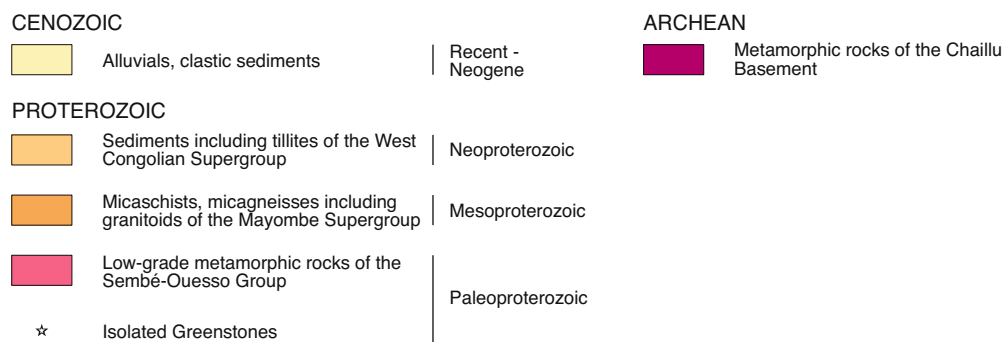 CENOZOIC
Alluvials, clastic sediments
Recent -
Neogene
PROTEROZOIC
Sediments including tillites of the West
Congolian Supergroup
Neoproterozoic
Micaschists, micagneisses including
granitoids of the Mayombe Supergroup
Mesoproterozoic
Low-grade metamorphic rocks of the
Sembé-Ouesso Group
Isolated Greenstones
Paleoproterozoic
ARCHEAN
Metamorphic rocks of the Chaillu
Basement